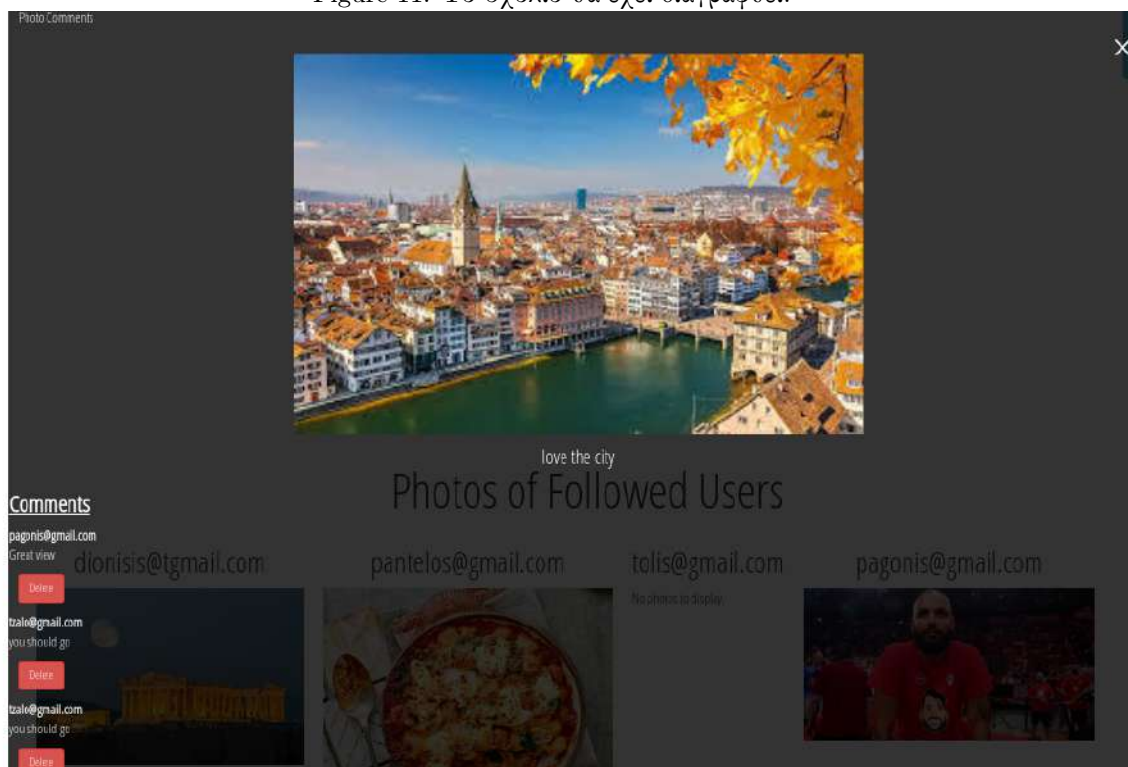 Photo Comments
X
love the city
Photos of Followed Users
Comments
pagonis@gmail.com
Great view
Delete
tzalo@gmail.com
you should go
Delete
tzalo@gmail.com
you should go
Delete
dionisis@tgmail.com
pantelos@gmail.com
tolis@gmail.com
No photos to display.
pagonis@gmail.com